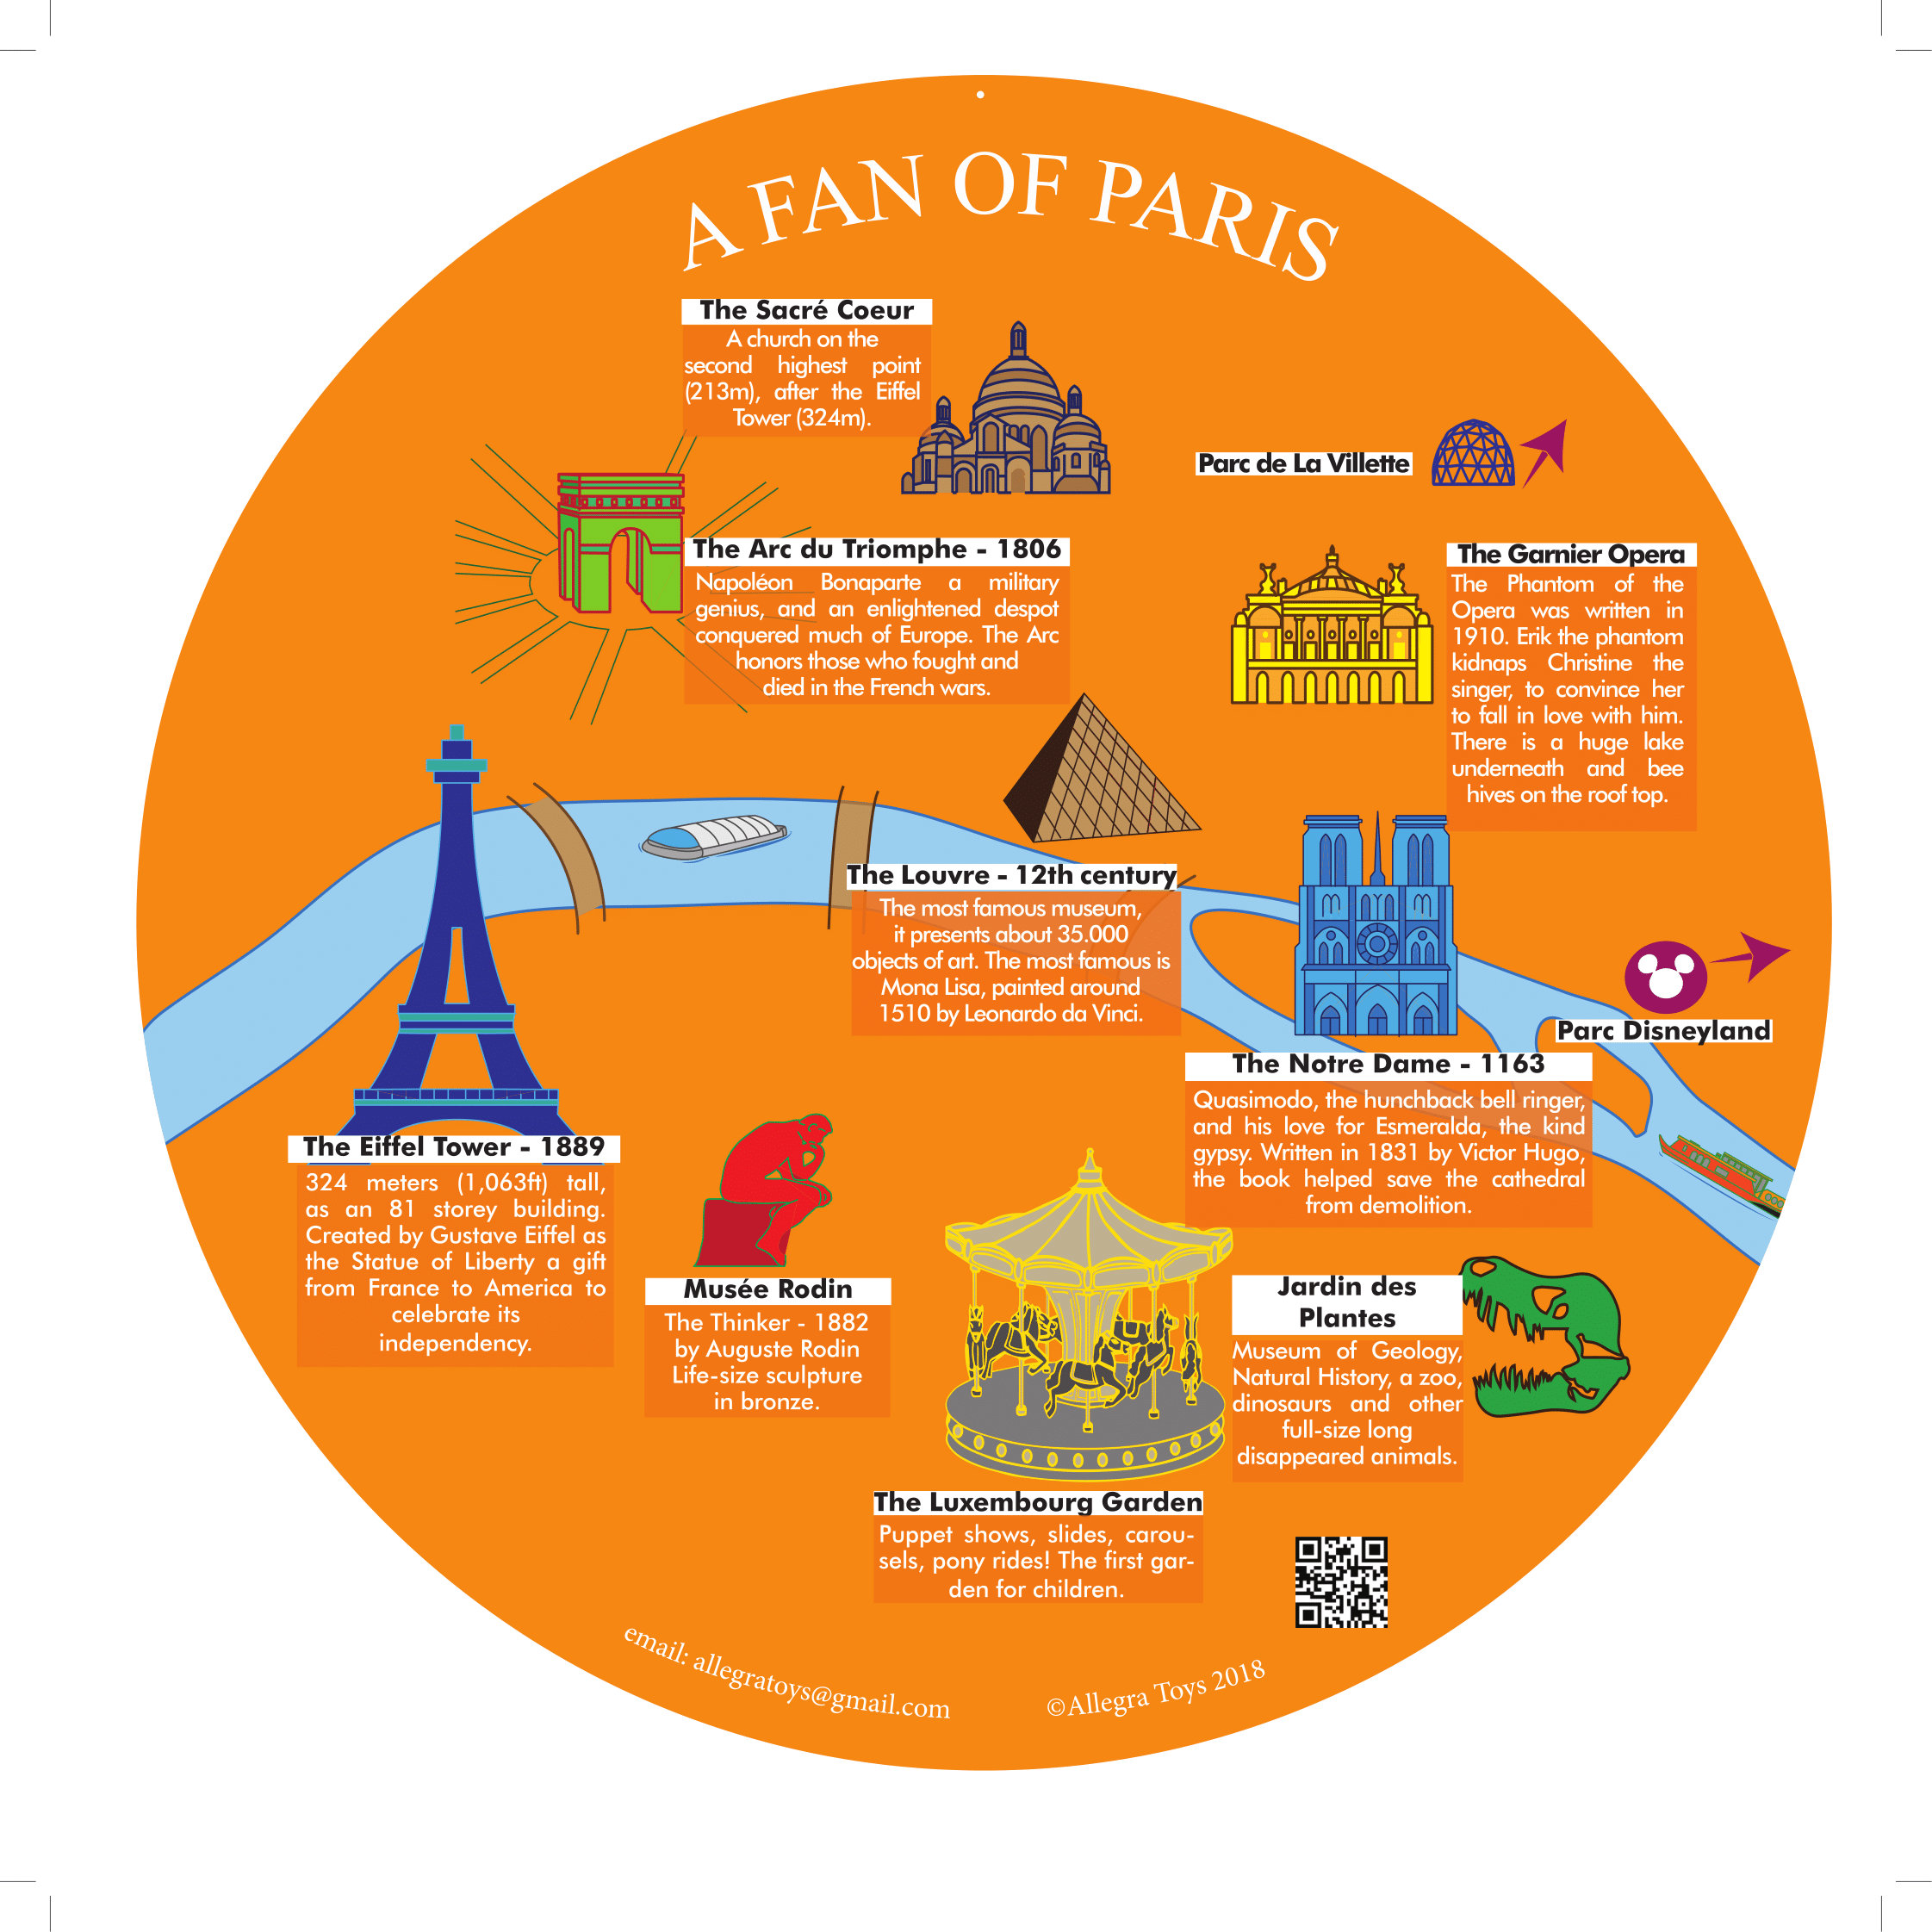 A FAN OF PARIS
The Sacré Coeur
A church on the
second highest point
(213m), after the Eiffel
Tower (324m).
Parc de La Villette
The Arc du Triomphe - 1806
Napoléon Bonaparte a military
genius, and an enlightened despot
conquered much of Europe. The Arc
honors those who fought and
died in the French wars.
The Garnier Opera
The Phantom of the
Opera was written in
1910. Erik the phantom
kidnaps Christine the
singer, to convince her
to fall in love with him.
There is a huge lake
underneath and bee
hives on the roof top.
The Louvre - 12th century
The most famous museum,
it presents about 35.000
objects of art. The most famous is
Mona Lisa, painted around
1510 by Leonardo da Vinci.
Parc Disneyland
The Notre Dame - 1163
Quasimodo, the hunchback bell ringer,
and his love for Esmeralda, the kind
gypsy. Written in 1831 by Victor Hugo,
the book helped save the cathedral
from demolition.
The Eiffel Tower - 1889
324 meters (1,063ft) tall,
as an 81 storey building.
Created by Gustave Eiffel as
the Statue of Liberty a gift
from France to America to
celebrate its
independency.
Musée Rodin
The Thinker - 1882
by Auguste Rodin
Life-size sculpture
in bronze.
Jardin des
Plantes
Museum of Geology,
Natural History, a zoo,
dinosaurs and other
full-size long
disappeared animals.
The Luxembourg Garden
Puppet shows, slides, carou-
sels, pony rides! The first gar-
den for children.
email: allegratoys@gmail.com
©Allegra Toys 2018